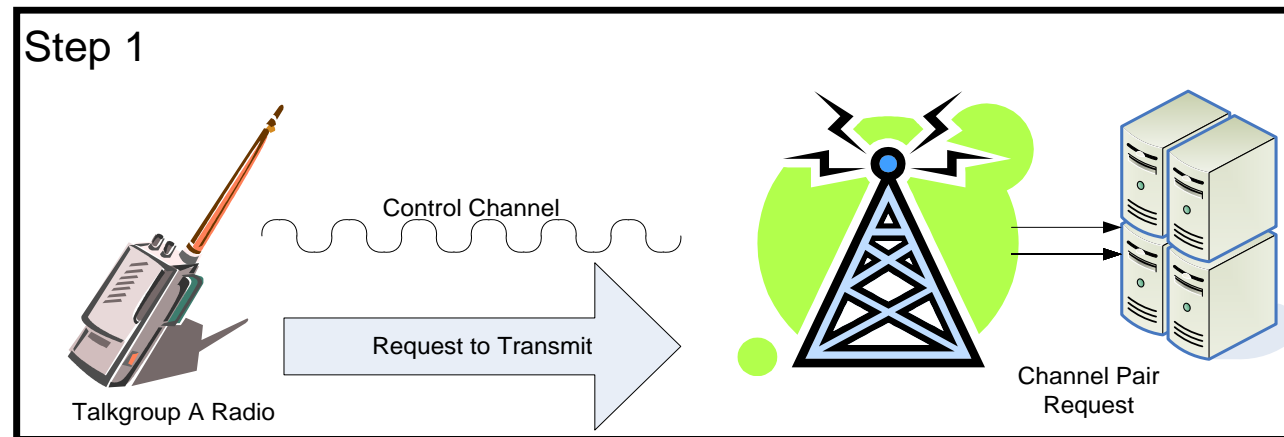 Step 1
Control Channel
Request to Transmit
Talkgroup A Radio
Channel Pair
Request